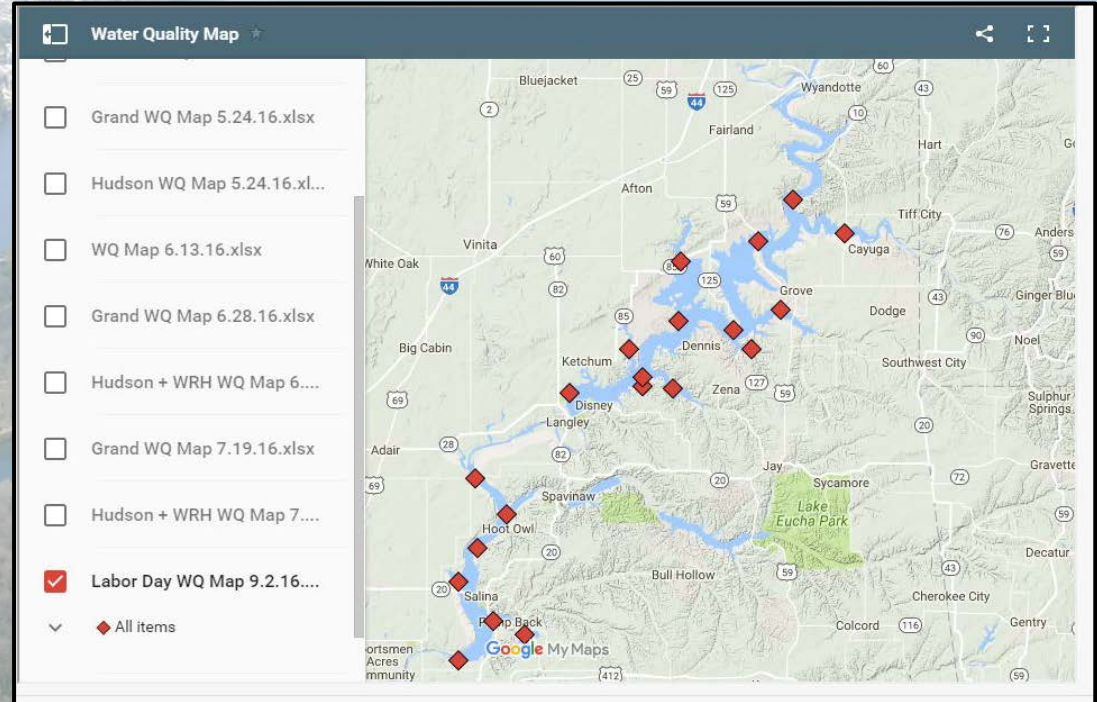 Water Quality Map
Grand WQ Map 5.24.16.xlsx
Hudson WQ Map 5.24.16.xl...
WQ Map 6.13.16.xlsx
Grand WQ Map 6.28.16.xlsx
Hudson + WRH WQ Map 6....
Grand WQ Map 7.19.16.xlsx
Hudson + WRH WQ Map 7....
Labor Day WQ Map 9.2.16....
All items
60
Bluejacket
25
59
44
125
Wyandotte
43
2
10
Fairland
Hart
Afton
59
Tiff City
76
Anders
Vinita
Cayuga
59
White Oak
60
85
125
44
82
Grove
43
Ginger Blu
Dodge
85
90
Noel
Big Cabin
Dennis
Ketchum
Southwest City
Zena
127
59
69
Disney
Sulphur
Springs
Langley
20
28
Adair
82
Jay
Gravette
69
20
Sycamore
72
Spavinaw
Lake
Eucha Park
59
Hoot Owl
20
Decatur
Bull Hollow
59
43
20
Salina
Cherokee City
Colcord
116
Gentry
Back
Google My Maps
ortsmen
Acres
mmunity
412
59